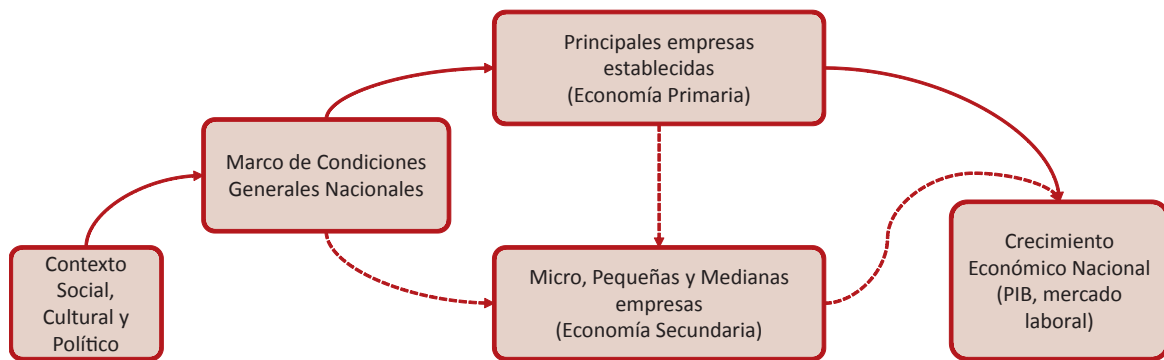 Principales empresas
establecidas
(Economía Primaria)
Marco de Condiciones
Generales Nacionales
Contexto
Social,
Cultural y
Político
Micro, Pequeñas y Medianas
empresas
(Economía Secundaria)
Crecimiento
Económico Nacional
(PIB, mercado
laboral)